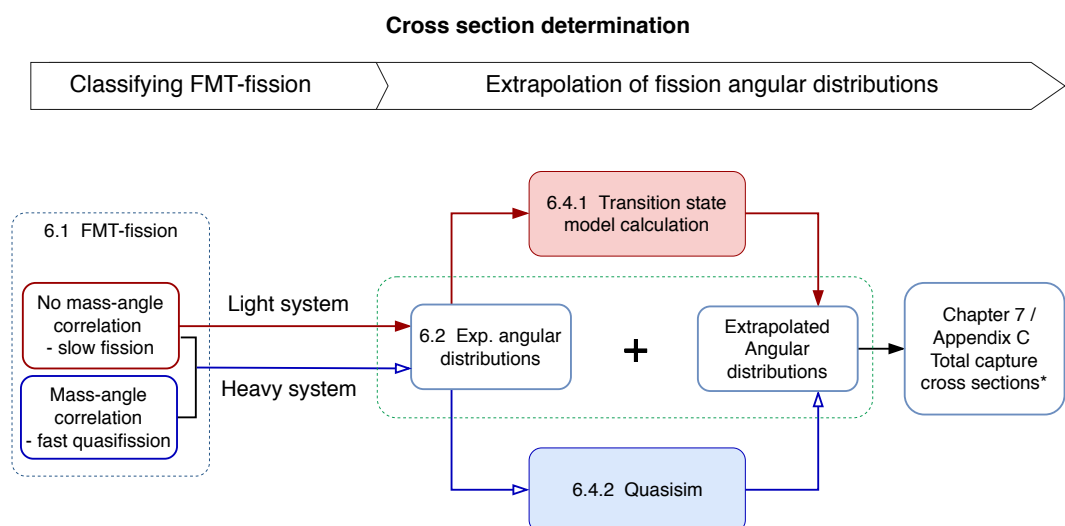 Cross section determination
Classifying FMT-fission
Extrapolation of fission angular distributions
6.1 FMT-fission
No mass-angle
correlation
- slow fission
Mass-angle
correlation
- fast quasifission
Light system
Heavy system
6.2 Exp. angular
distributions
6.4.1 Transition state
model calculation
+
6.4.2 Quasisim
Extrapolated
Angular
distributions
Chapter 7 /
Appendix C
Total capture
cross sections*